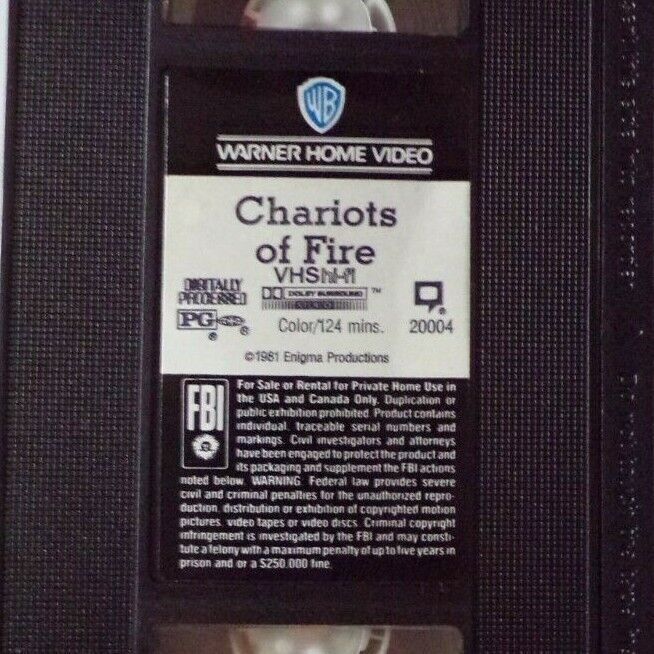 WB
WARNER HOME VIDEO
Chariots
of Fire
VHS hi-fi
DIGITALLY
PROCESSED
DOLBY SURROUND ™
PG ®
Color/124 mins.
20004
©1981 Enigma Productions
FBI
For Sale or Rental for Private Home Use in
the USA and Canada Only. Duplication or
public exhibition prohibited. Product contains
individual, traceable serial numbers and
markings. Civil investigators and attorneys
have been engaged to protect the product and
its packaging and supplement the FBI actions
noted below. WARNING: Federal law provides severe
civil and criminal penalties for the unauthorized repro-
duction, distribution or exhibition of copyrighted motion
pictures, video tapes or video discs. Criminal copyright
infringement is investigated by the FBI and may consti-
tute a felony with a maximum penalty of up to five years in
prison and or a $250,000 fine.